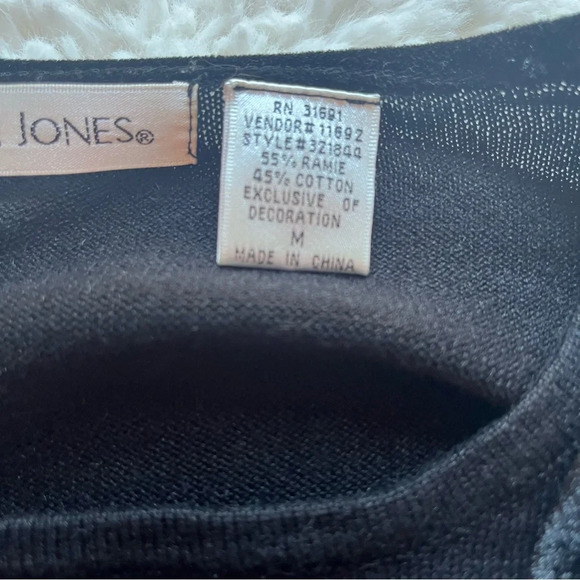 JONES®
RN 31691
VENDOR# 11692
STYLE# 321844
55% RAMIE
45% COTTON
EXCLUSIVE OF
DECORATION
M
MADE IN CHINA